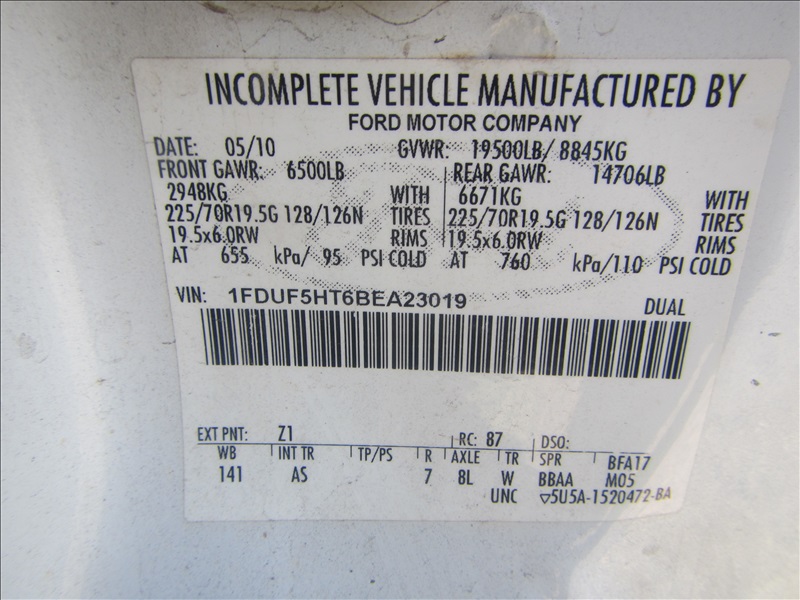 INCOMPLETE VEHICLE MANUFACTURED BY
FORD MOTOR COMPANY
DATE: 05/10 GVWR: 19500LB/ 8845KG
FRONT GAWR: 6500LB REAR GAWR: 14706LB
2948KG WITH 6671KG WITH
225/70R19.5G 128/126N TIRES 225/70R19.5G 128/126N TIRES
19.5x6.0RW RIMS 19.5x6.0RW RIMS
AT 655 kPa/ 95 PSI COLD AT 760 kPa/110 PSI COLD
VIN: 1FDUF5HT6BEA23019
DUAL
EXT PNT: Z1 RC: 87 DSO:
WB INT TR TP/PS R AXLE TR SPR BFA17
141 AS 7 8L W BBAA M05
UNC ▽5U5A-1520472-BA